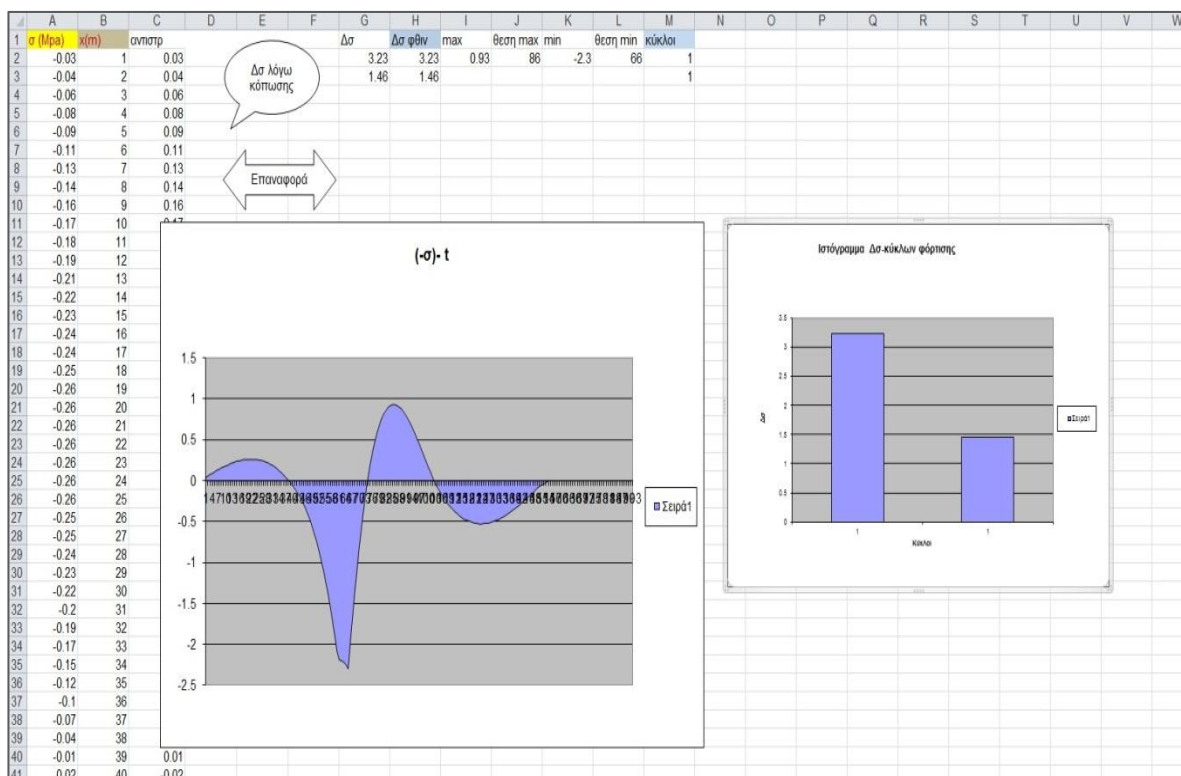 A B C D E F G H I J K L M N O P Q R S T U V W
1 σ (Mpa) x(m) αντιστρ Δσ Δσ φθιν max θεση max min θεση min κύκλοι
2 -0.03 1 0.03 3.23 3.23 0.93 86 -2.3 66 1
3 -0.04 2 0.04 1.46 1.46 1
4 -0.06 3 0.06
5 -0.08 4 0.08
6 -0.09 5 0.09
7 -0.11 6 0.11
8 -0.13 7 0.13
9 -0.14 8 0.14
10 -0.16 9 0.16
11 -0.17 10 0.17
12 -0.18 11
13 -0.19 12
14 -0.21 13
15 -0.22 14
16 -0.23 15
17 -0.24 16
18 -0.24 17
19 -0.25 18
20 -0.26 19
21 -0.26 20
22 -0.26 21
23 -0.26 22
24 -0.26 23
25 -0.26 24
26 -0.26 25
27 -0.25 26
28 -0.25 27
29 -0.24 28
30 -0.23 29
31 -0.22 30
32 -0.2 31
33 -0.19 32
34 -0.17 33
35 -0.15 34
36 -0.12 35
37 -0.1 36
38 -0.07 37
39 -0.04 38
40 -0.01 39 0.01
41 0.02 40 -0.02
Δσ λόγω
κόπωσης
Επαναφορά
(-σ)- t
1.5
1
0.5
0
-0.5
-1
-1.5
-2
-2.5
Σειρά1
Ιστόγραμμα Δσ-κύκλων φόρτισης
3.5
3
2.5
2
1.5
1
0.5
0
Δσ
1 1
Κύκλοι
Σειρά1